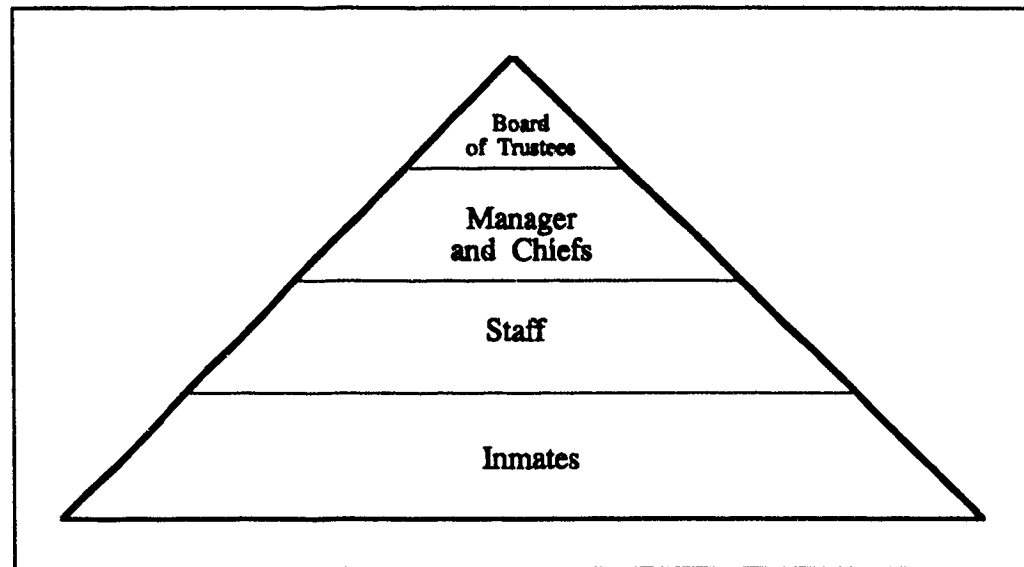 Board
of Trustees
Manager
and Chiefs
Staff
Inmates